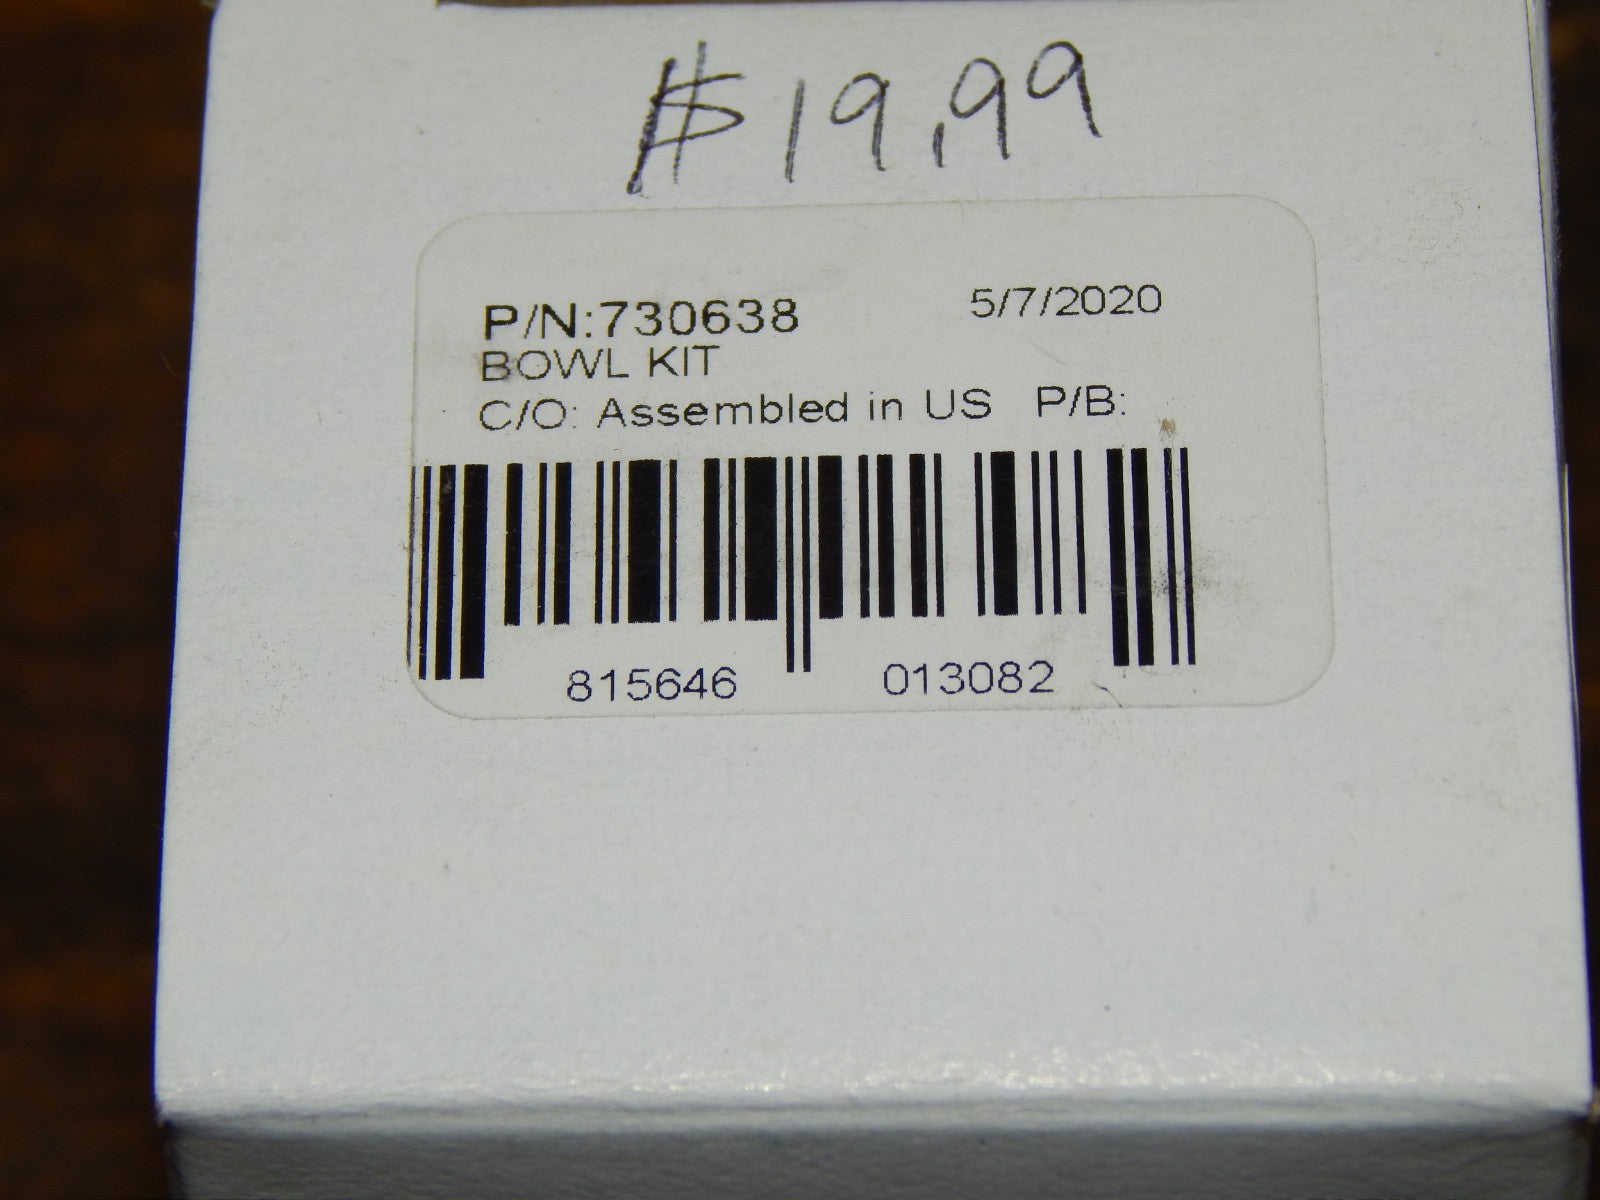 $19.99
P/N:730638 5/7/2020
BOWL KIT
C/O: Assembled in US P/B:
815646 013082